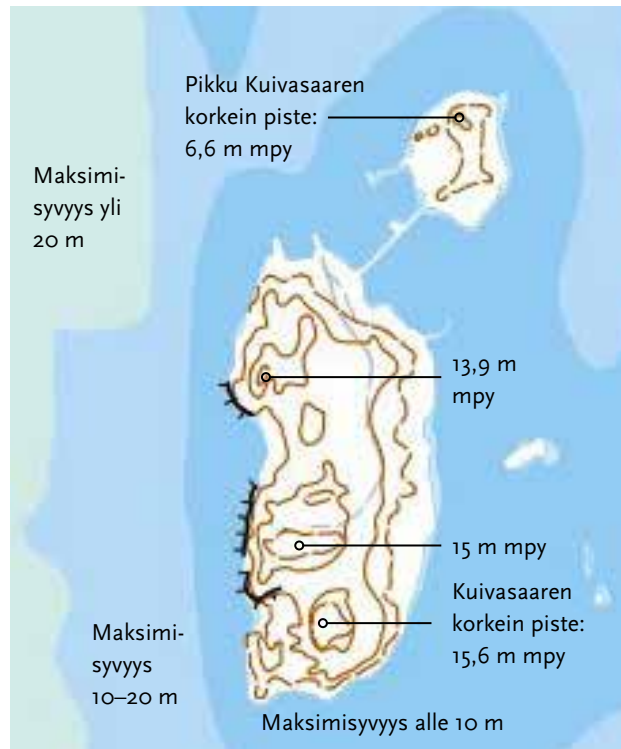 Pikku Kuivasaaren
korkein piste:
6,6 m mpy
Maksimi-
syvyys yli
20 m
13,9 m
mpy
15 m mpy
Kuivasaaren
korkein piste:
15,6 m mpy
Maksimi-
syvyys
10–20 m
Maksimisyvyys alle 10 m